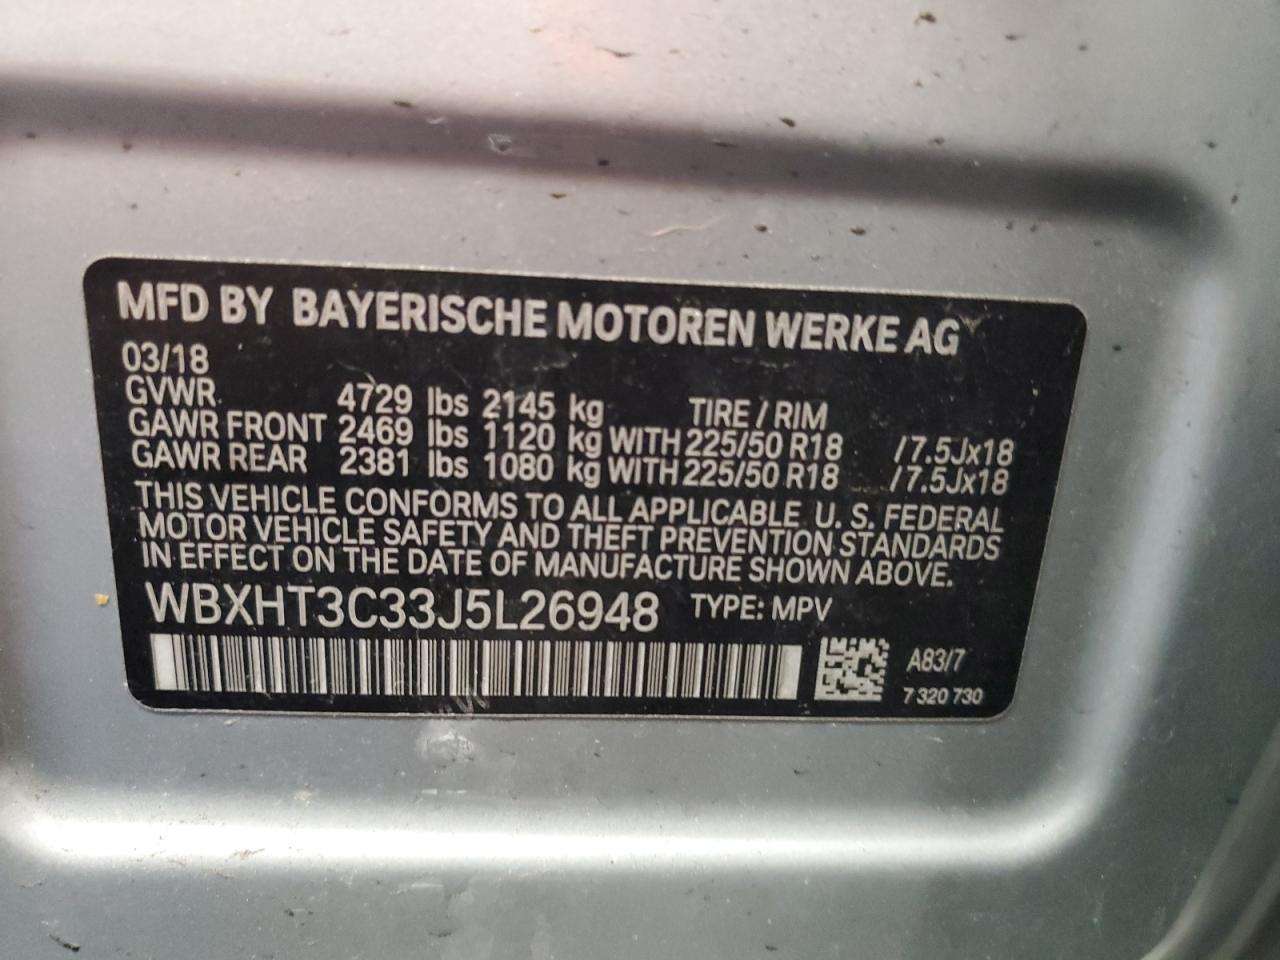 MFD BY BAYERISCHE MOTOREN WERKE AG
03/18
GVWR 4729 lbs 2145 kg TIRE / RIM
GAWR FRONT 2469 lbs 1120 kg WITH 225/50 R18 /7.5Jx18
GAWR REAR 2381 lbs 1080 kg WITH 225/50 R18 /7.5Jx18
THIS VEHICLE CONFORMS TO ALL APPLICABLE U. S. FEDERAL
MOTOR VEHICLE SAFETY AND THEFT PREVENTION STANDARDS
IN EFFECT ON THE DATE OF MANUFACTURE SHOWN ABOVE.
WBXHT3C33J5L26948 TYPE: MPV
A83/7
7 320 730